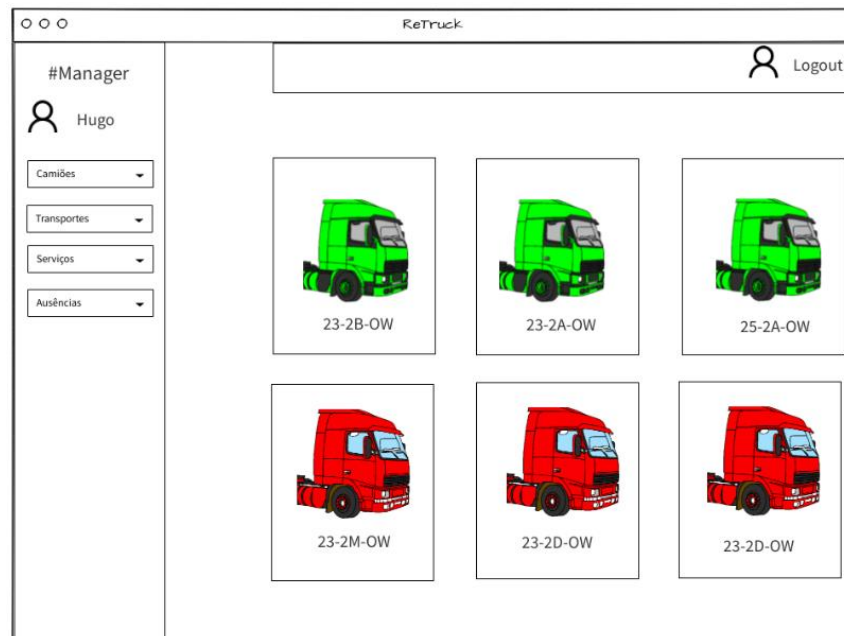 ReTruck
#Manager
Logout
Hugo
Camiões
Transportes
Serviços
Ausências
23-2B-OW
23-2A-OW
25-2A-OW
23-2M-OW
23-2D-OW
23-2D-OW